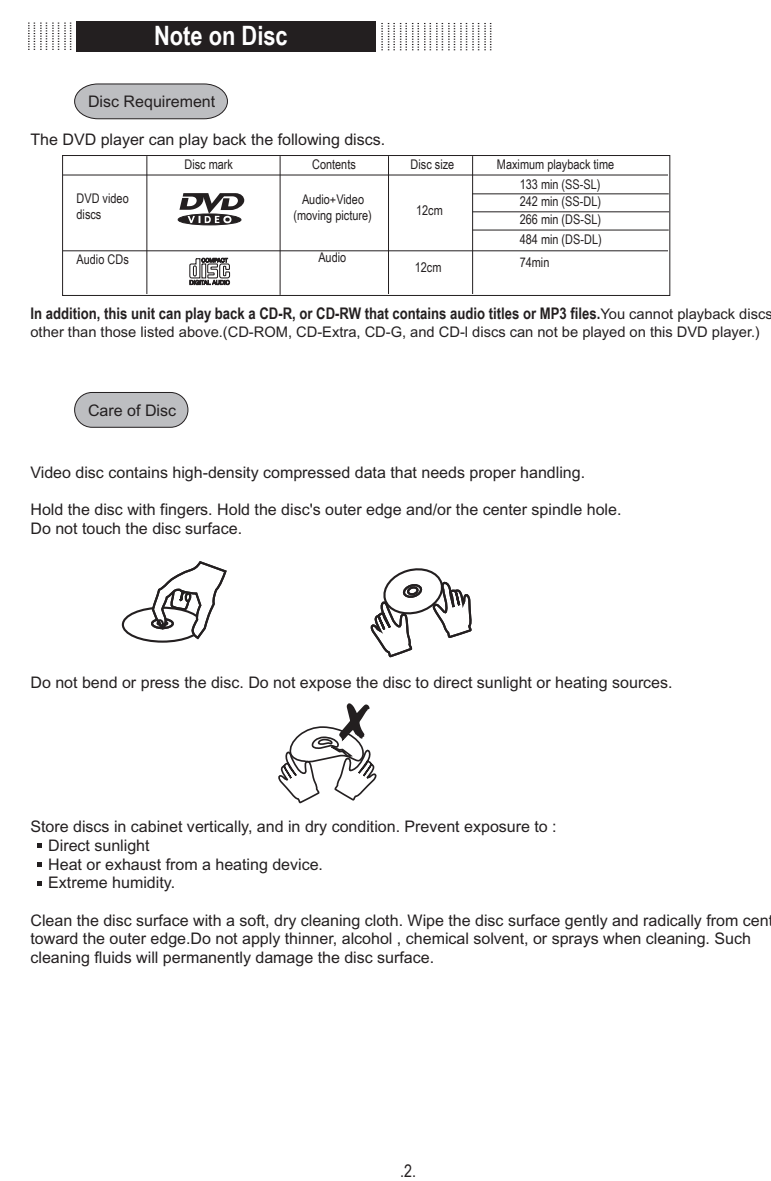 Note on Disc
Disc Requirement
The DVD player can play back the following discs.
Disc mark Contents Disc size Maximum playback time
DVD video discs DVD VIDEO Audio+Video (moving picture) 12cm 133 min (SS-SL)
242 min (SS-DL)
266 min (DS-SL)
484 min (DS-DL)
Audio CDs COMPACT disc DIGITAL AUDIO Audio 12cm 74min
In addition, this unit can play back a CD-R, or CD-RW that contains audio titles or MP3 files.You cannot playback discs
other than those listed above.(CD-ROM, CD-Extra, CD-G, and CD-I discs can not be played on this DVD player.)
Care of Disc
Video disc contains high-density compressed data that needs proper handling.
Hold the disc with fingers. Hold the disc's outer edge and/or the center spindle hole.
Do not touch the disc surface.
Do not bend or press the disc. Do not expose the disc to direct sunlight or heating sources.
X
Store discs in cabinet vertically, and in dry condition. Prevent exposure to :
Direct sunlight
Heat or exhaust from a heating device.
Extreme humidity.
Clean the disc surface with a soft, dry cleaning cloth. Wipe the disc surface gently and radically from cent
toward the outer edge.Do not apply thinner, alcohol , chemical solvent, or sprays when cleaning. Such
cleaning fluids will permanently damage the disc surface.
.2.